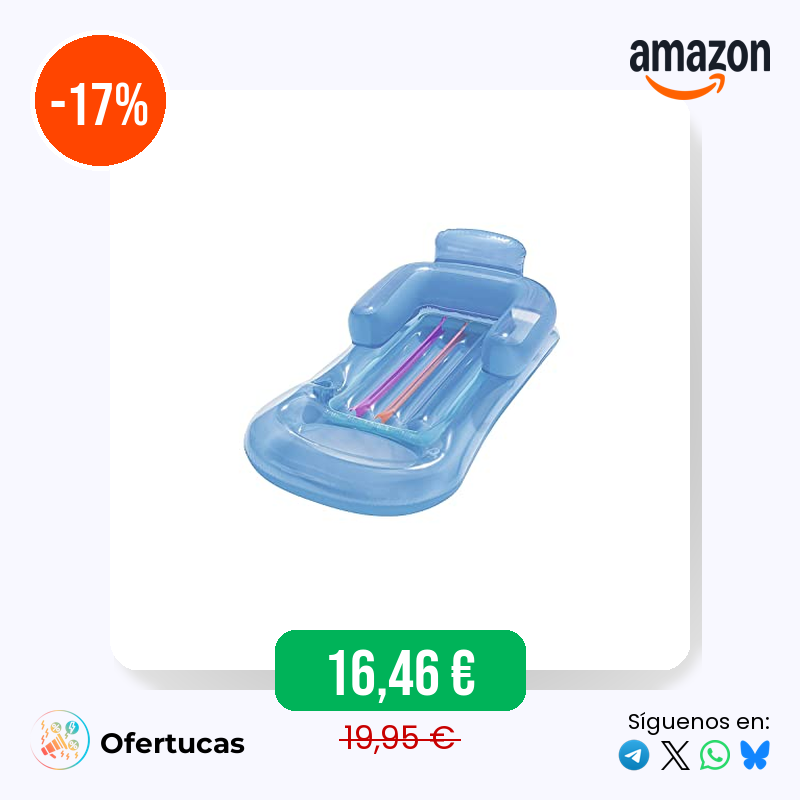 -17%
amazon
16,46 €
19,95 €
Ofertucas
Síguenos en: